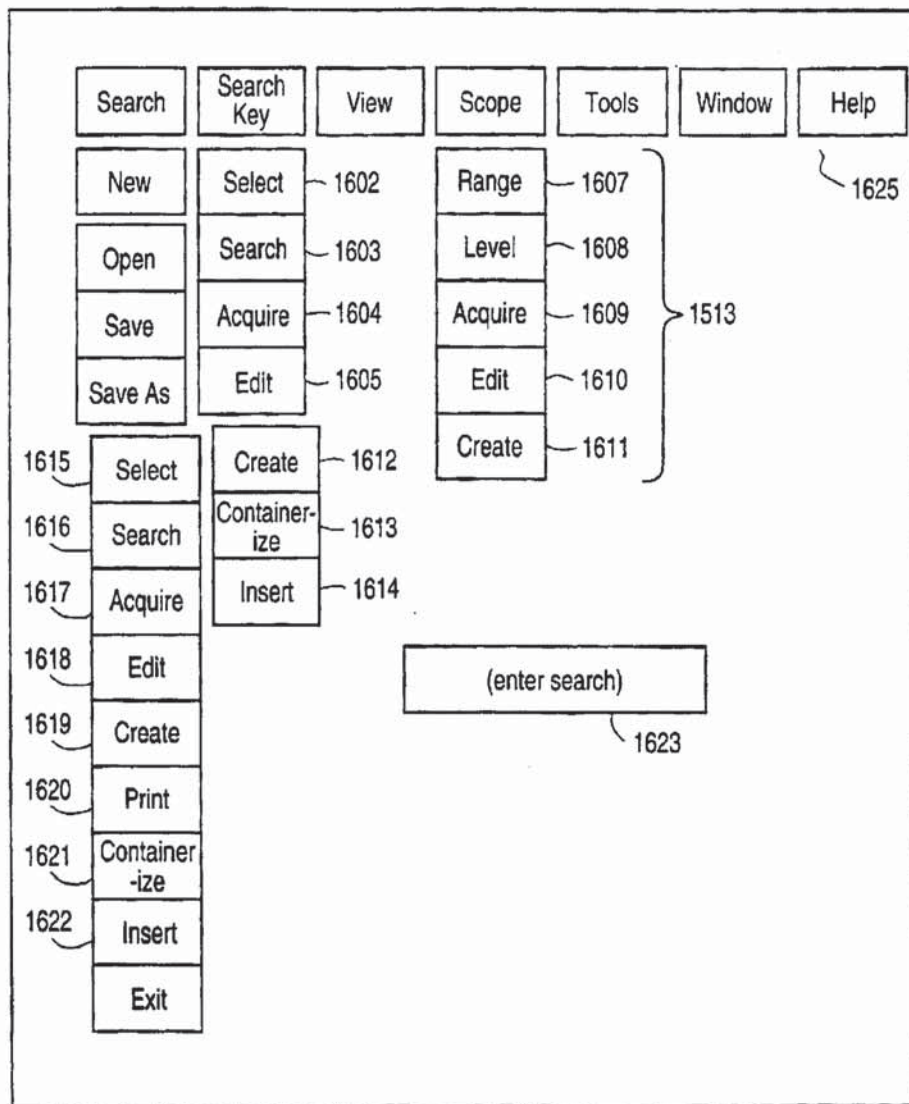 Search
Search
Key
View
Scope
Tools
Window
Help
1625
New
Open
Save
Save As
Select
1602
Search
1603
Acquire
1604
Edit
1605
Range
1607
Level
1608
Acquire
1609
Edit
1610
Create
1611
1513
1615
Select
1616
Search
1617
Acquire
1618
Edit
1619
Create
1620
Print
1621
Container
-ize
1622
Insert
Exit
Create
1612
Container-
ize
1613
Insert
1614
(enter search)
1623